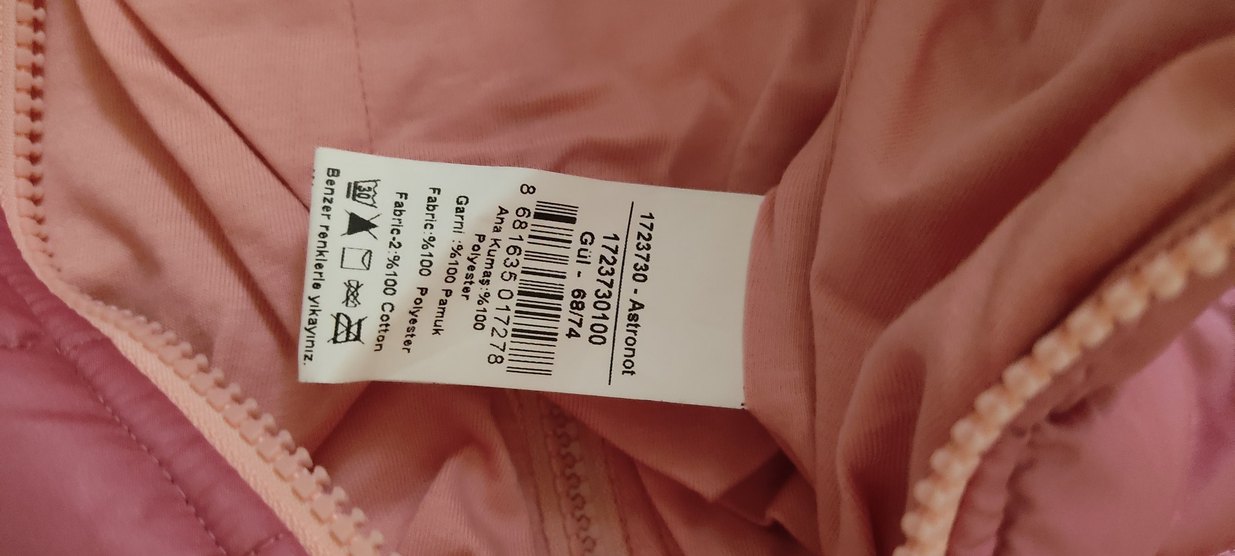 1723730 - Astronot
1723730100
Gül - 68/74
8 681635 017278
Ana Kumaş:%100
Polyester
Garni :%100 Pamuk
Fabric:%100 Polyester
Fabric-2:%100 Cotton
30
Benzer renklerle yıkayınız.